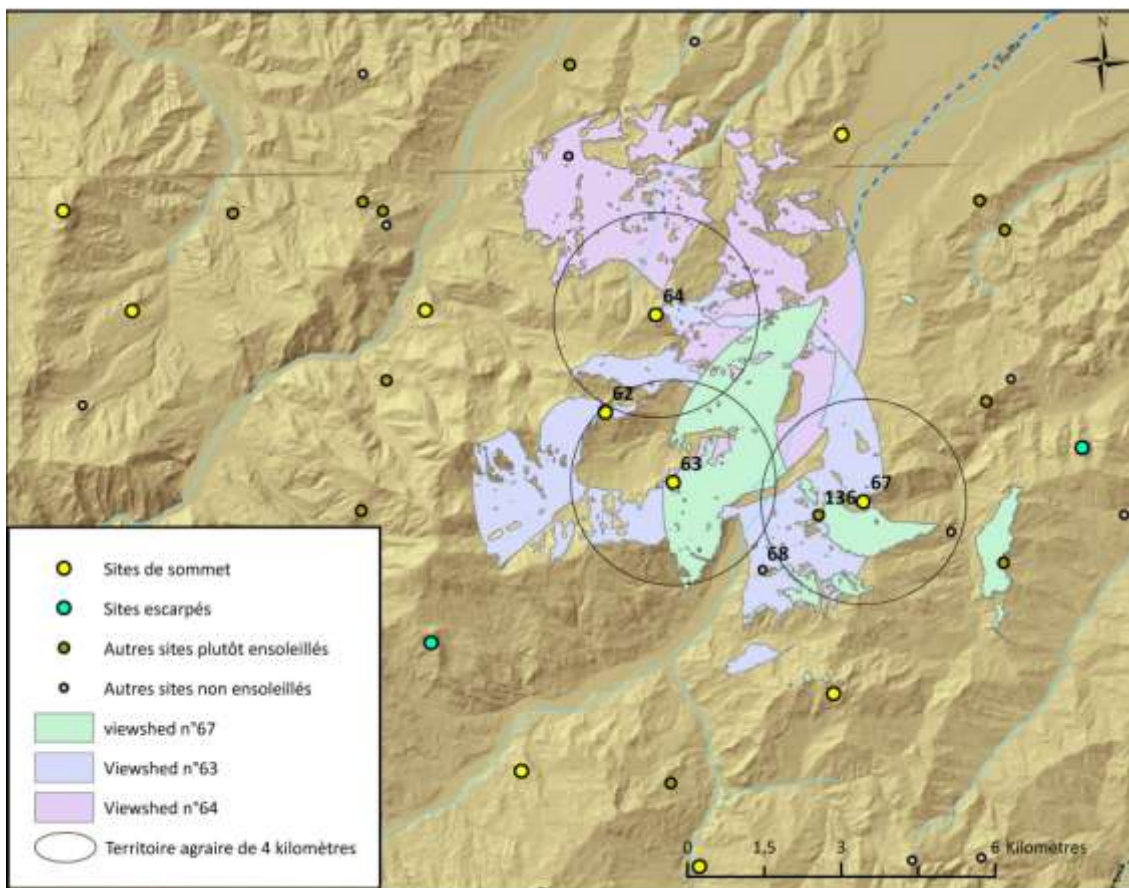 N
64
62
63
67
136
68
Sites de sommet
Sites escarpés
Autres sites plutôt ensoleillés
Autres sites non ensoleillés
viewshed n°67
Viewshed n°63
Viewshed n°64
Territoire agraire de 4 kilomètres
0 1,5 3 6 Kilomètres